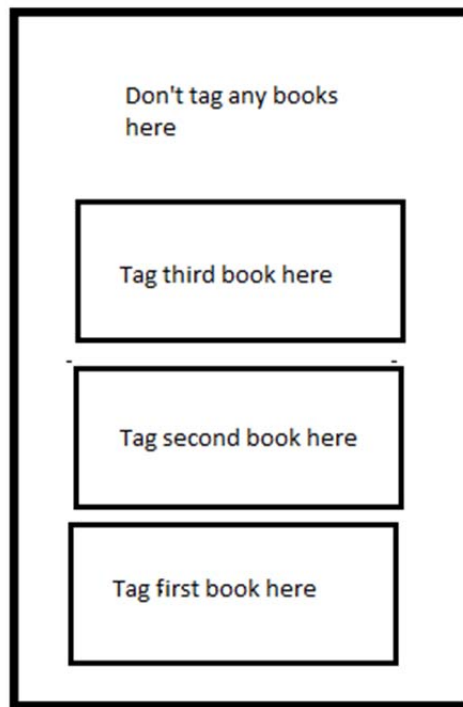 Don't tag any books
here
Tag third book here
Tag second book here
Tag first book here